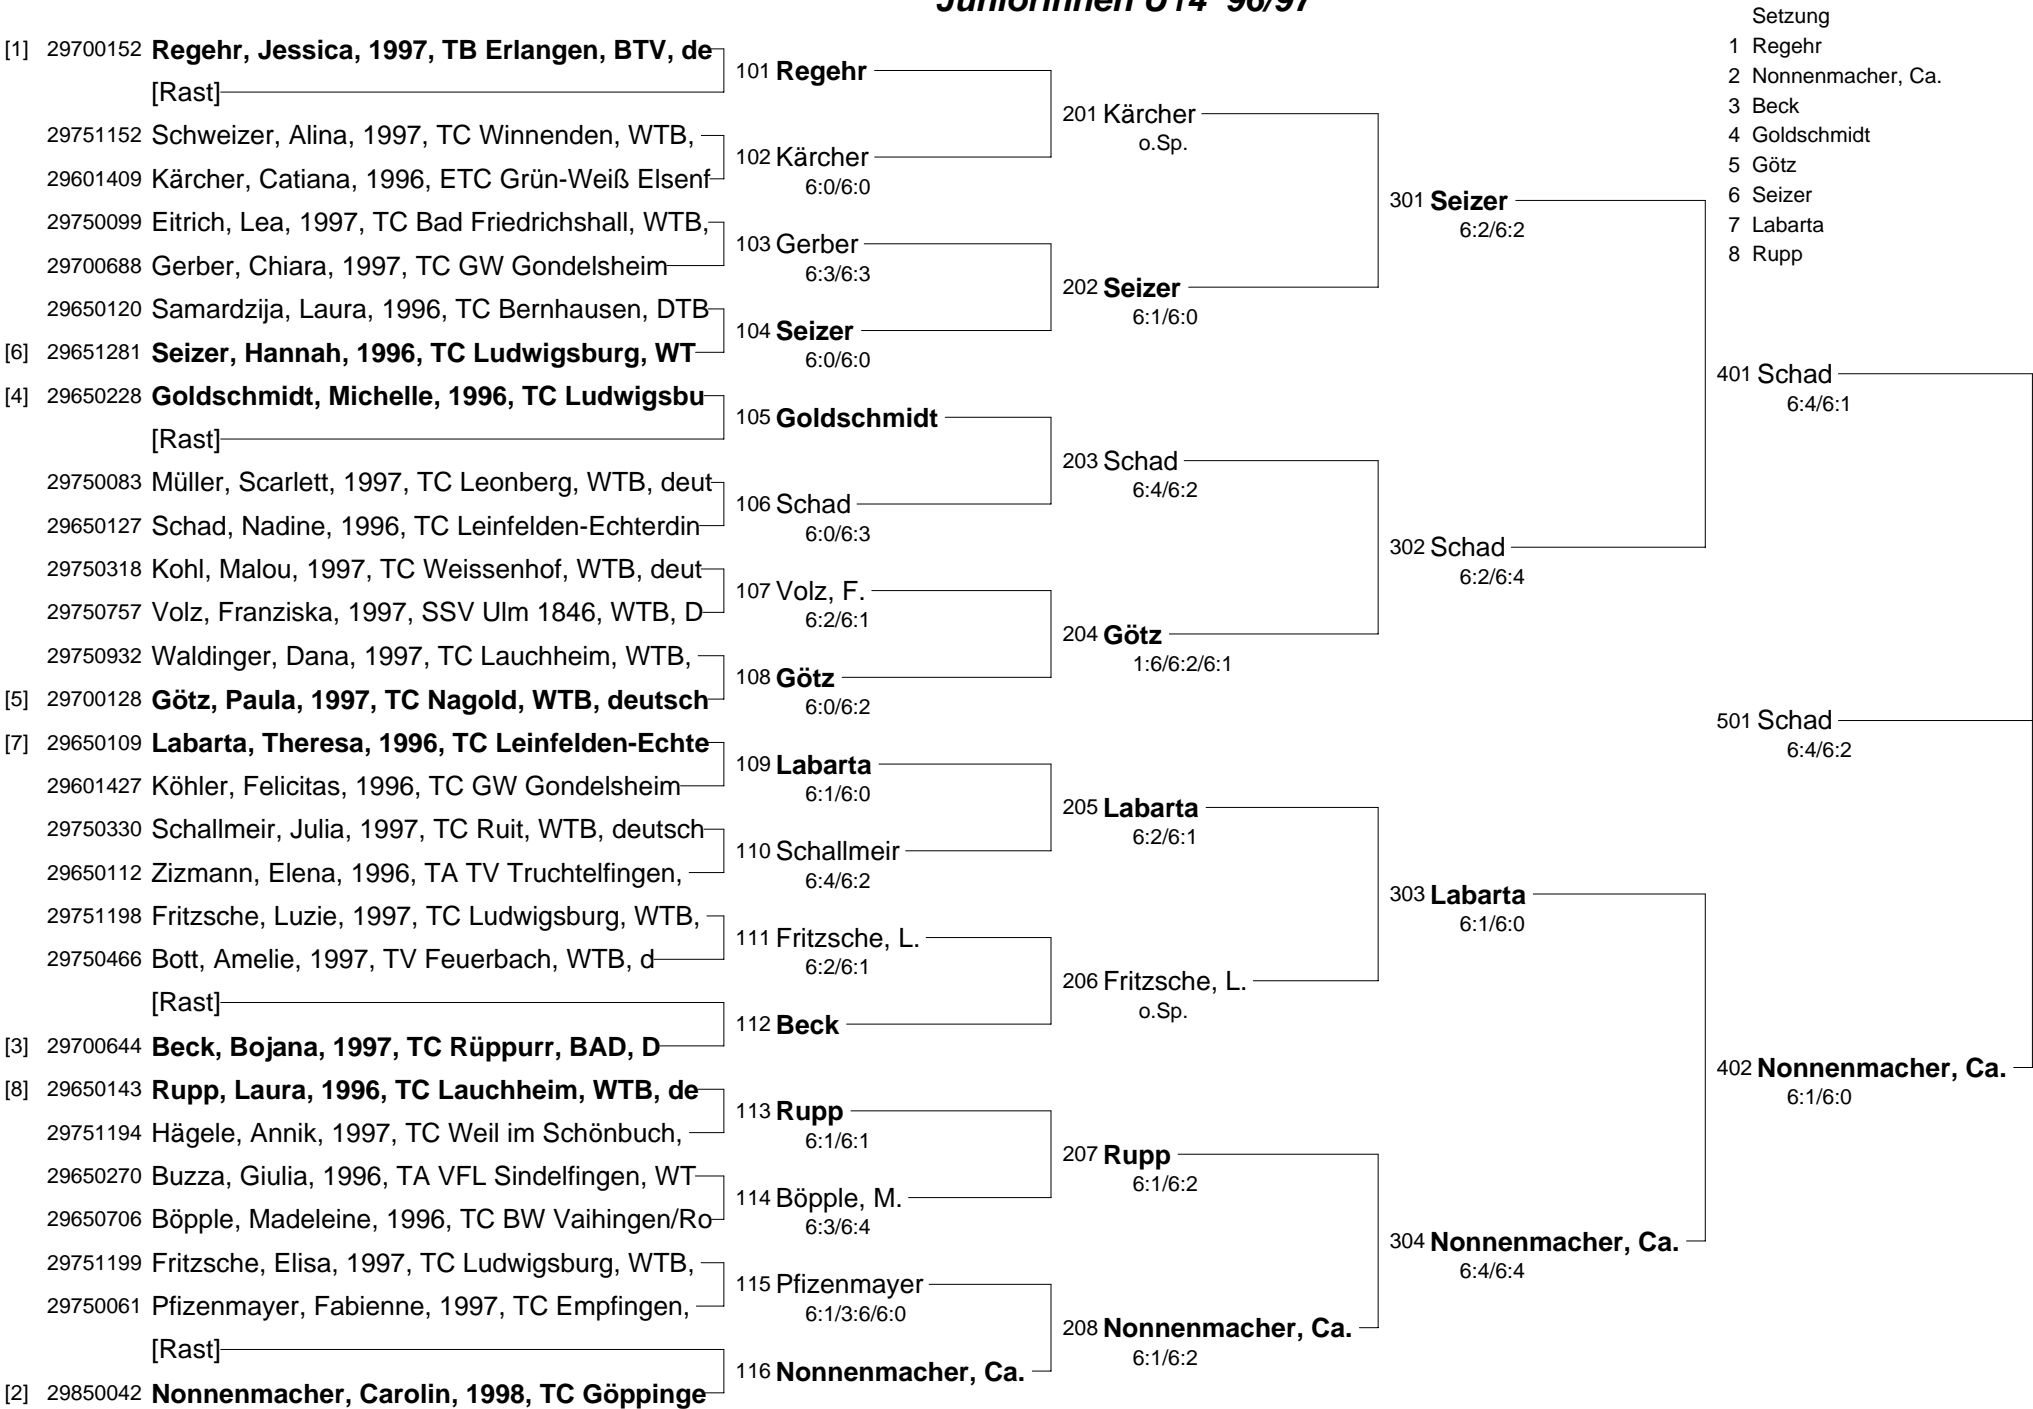 Juniorinnen U14 96/97
Setzung
1 Regehr
2 Nonnenmacher, Ca.
3 Beck
4 Goldschmidt
5 Götz
6 Seizer
7 Labarta
8 Rupp
[1] 29700152 Regehr, Jessica, 1997, TB Erlangen, BTV, de
[Rast]
29751152 Schweizer, Alina, 1997, TC Winnenden, WTB,
29601409 Kärcher, Catiana, 1996, ETC Grün-Weiß Elsenf
29750099 Eitrich, Lea, 1997, TC Bad Friedrichshall, WTB,
29700688 Gerber, Chiara, 1997, TC GW Gondelsheim
29650120 Samardzija, Laura, 1996, TC Bernhausen, DTB
[6] 29651281 Seizer, Hannah, 1996, TC Ludwigsburg, WT
[4] 29650228 Goldschmidt, Michelle, 1996, TC Ludwigsbu
[Rast]
29750083 Müller, Scarlett, 1997, TC Leonberg, WTB, deut
29650127 Schad, Nadine, 1996, TC Leinfelden-Echterdin
29750318 Kohl, Malou, 1997, TC Weissenhof, WTB, deut
29750757 Volz, Franziska, 1997, SSV Ulm 1846, WTB, D
29750932 Waldinger, Dana, 1997, TC Lauchheim, WTB,
[5] 29700128 Götz, Paula, 1997, TC Nagold, WTB, deutsch
[7] 29650109 Labarta, Theresa, 1996, TC Leinfelden-Echte
29601427 Köhler, Felicitas, 1996, TC GW Gondelsheim
29750330 Schallmeir, Julia, 1997, TC Ruit, WTB, deutsch
29650112 Zizmann, Elena, 1996, TA TV Truchtelfingen,
29751198 Fritzsche, Luzie, 1997, TC Ludwigsburg, WTB,
29750466 Bott, Amelie, 1997, TV Feuerbach, WTB, d
[Rast]
[3] 29700644 Beck, Bojana, 1997, TC Rüppurr, BAD, D
[8] 29650143 Rupp, Laura, 1996, TC Lauchheim, WTB, de
29751194 Hägele, Annik, 1997, TC Weil im Schönbuch,
29650270 Buzza, Giulia, 1996, TA VFL Sindelfingen, WT
29650706 Böpple, Madeleine, 1996, TC BW Vaihingen/Ro
29751199 Fritzsche, Elisa, 1997, TC Ludwigsburg, WTB,
29750061 Pfizenmayer, Fabienne, 1997, TC Empfingen,
[Rast]
[2] 29850042 Nonnenmacher, Carolin, 1998, TC Göppinge
101 Regehr
102 Kärcher
6:0/6:0
103 Gerber
6:3/6:3
104 Seizer
6:0/6:0
105 Goldschmidt
106 Schad
6:0/6:3
107 Volz, F.
6:2/6:1
108 Götz
6:0/6:2
109 Labarta
6:1/6:0
110 Schallmeir
6:4/6:2
111 Fritzsche, L.
6:2/6:1
112 Beck
113 Rupp
6:1/6:1
114 Böpple, M.
6:3/6:4
115 Pfizenmayer
6:1/3:6/6:0
116 Nonnenmacher, Ca.
201 Kärcher
o.Sp.
202 Seizer
6:1/6:0
203 Schad
6:4/6:2
204 Götz
1:6/6:2/6:1
205 Labarta
6:2/6:1
206 Fritzsche, L.
o.Sp.
207 Rupp
6:1/6:2
208 Nonnenmacher, Ca.
6:1/6:2
301 Seizer
6:2/6:2
302 Schad
6:2/6:4
303 Labarta
6:1/6:0
304 Nonnenmacher, Ca.
6:4/6:4
401 Schad
6:4/6:1
501 Schad
6:4/6:2
402 Nonnenmacher, Ca.
6:1/6:0